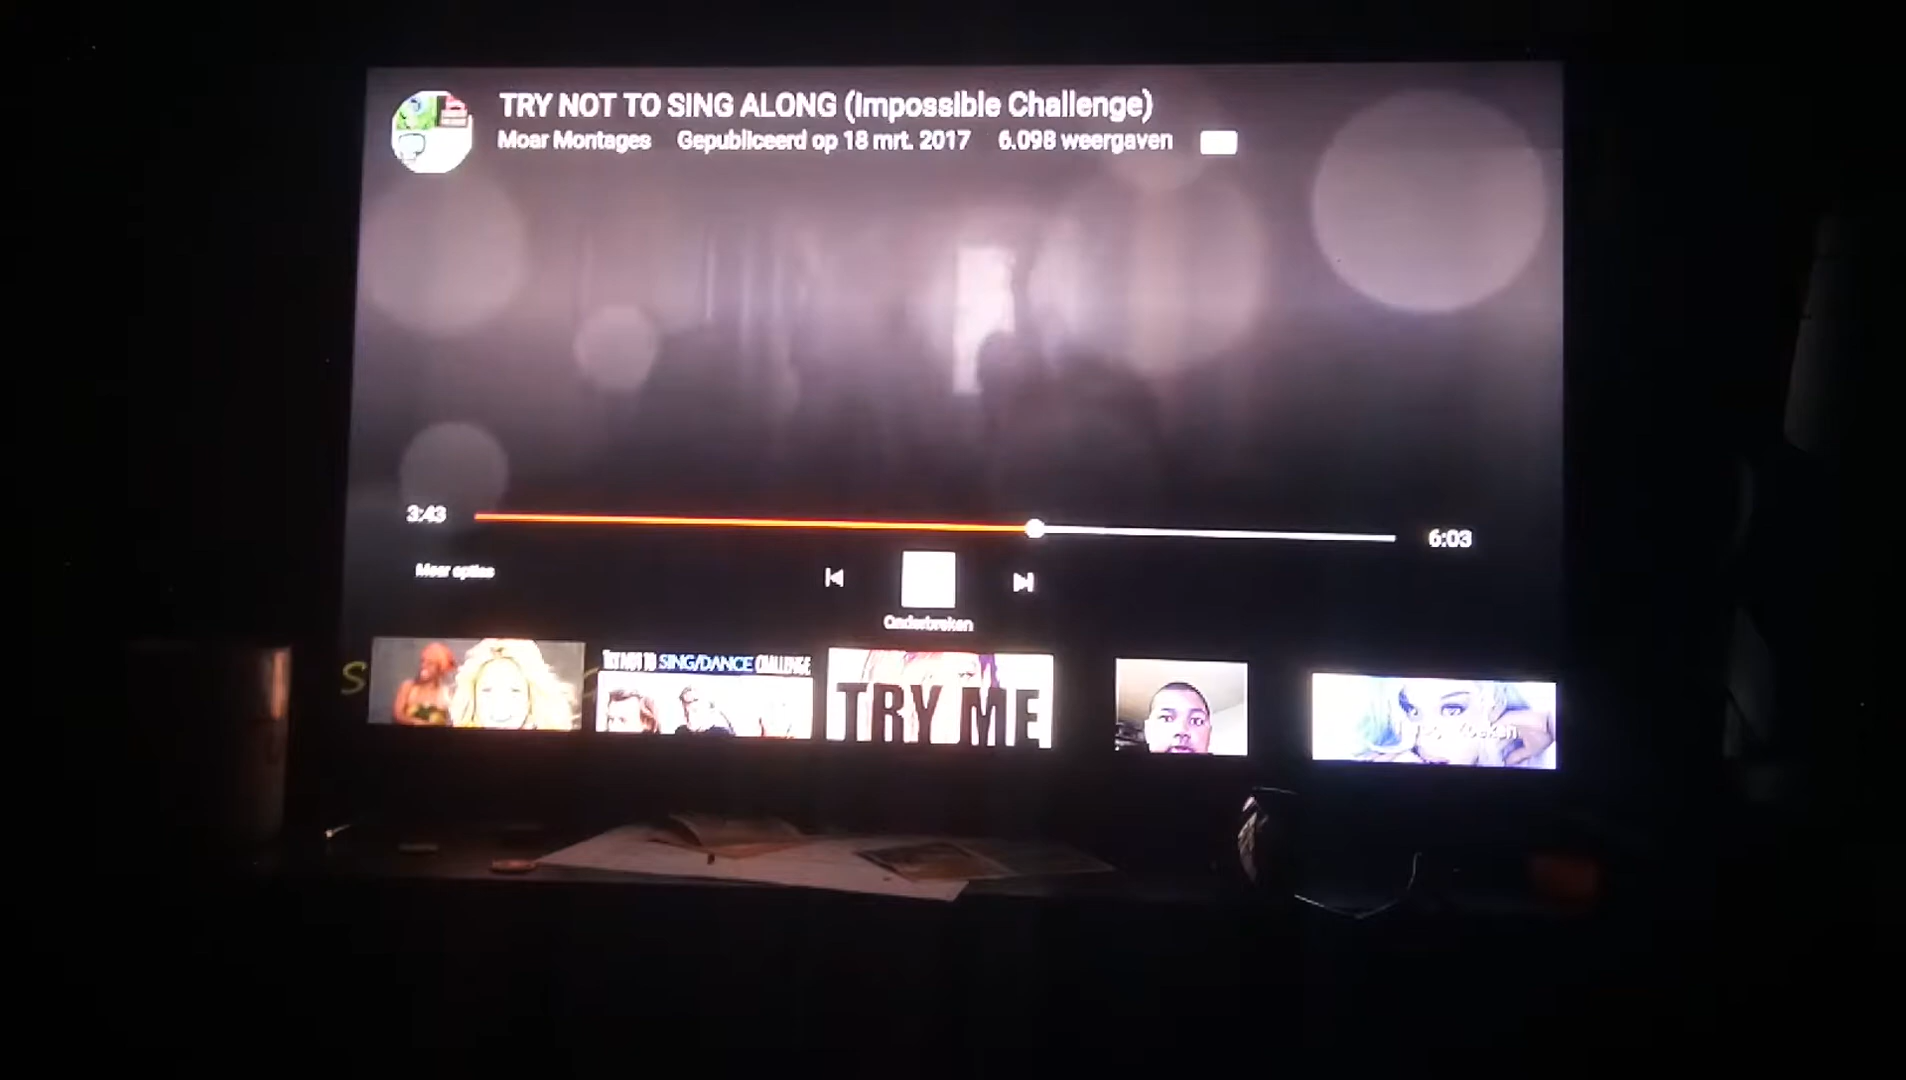 TRY NOT TO SING ALONG (Impossible Challenge)
Moar Montages Gepubliceerd op 18 mrt. 2017 6.098 weergaven
3:43
6:03
Meer opties
Onderbreken
TRY NOT TO SING/DANCE CHALLENGE
TRY ME